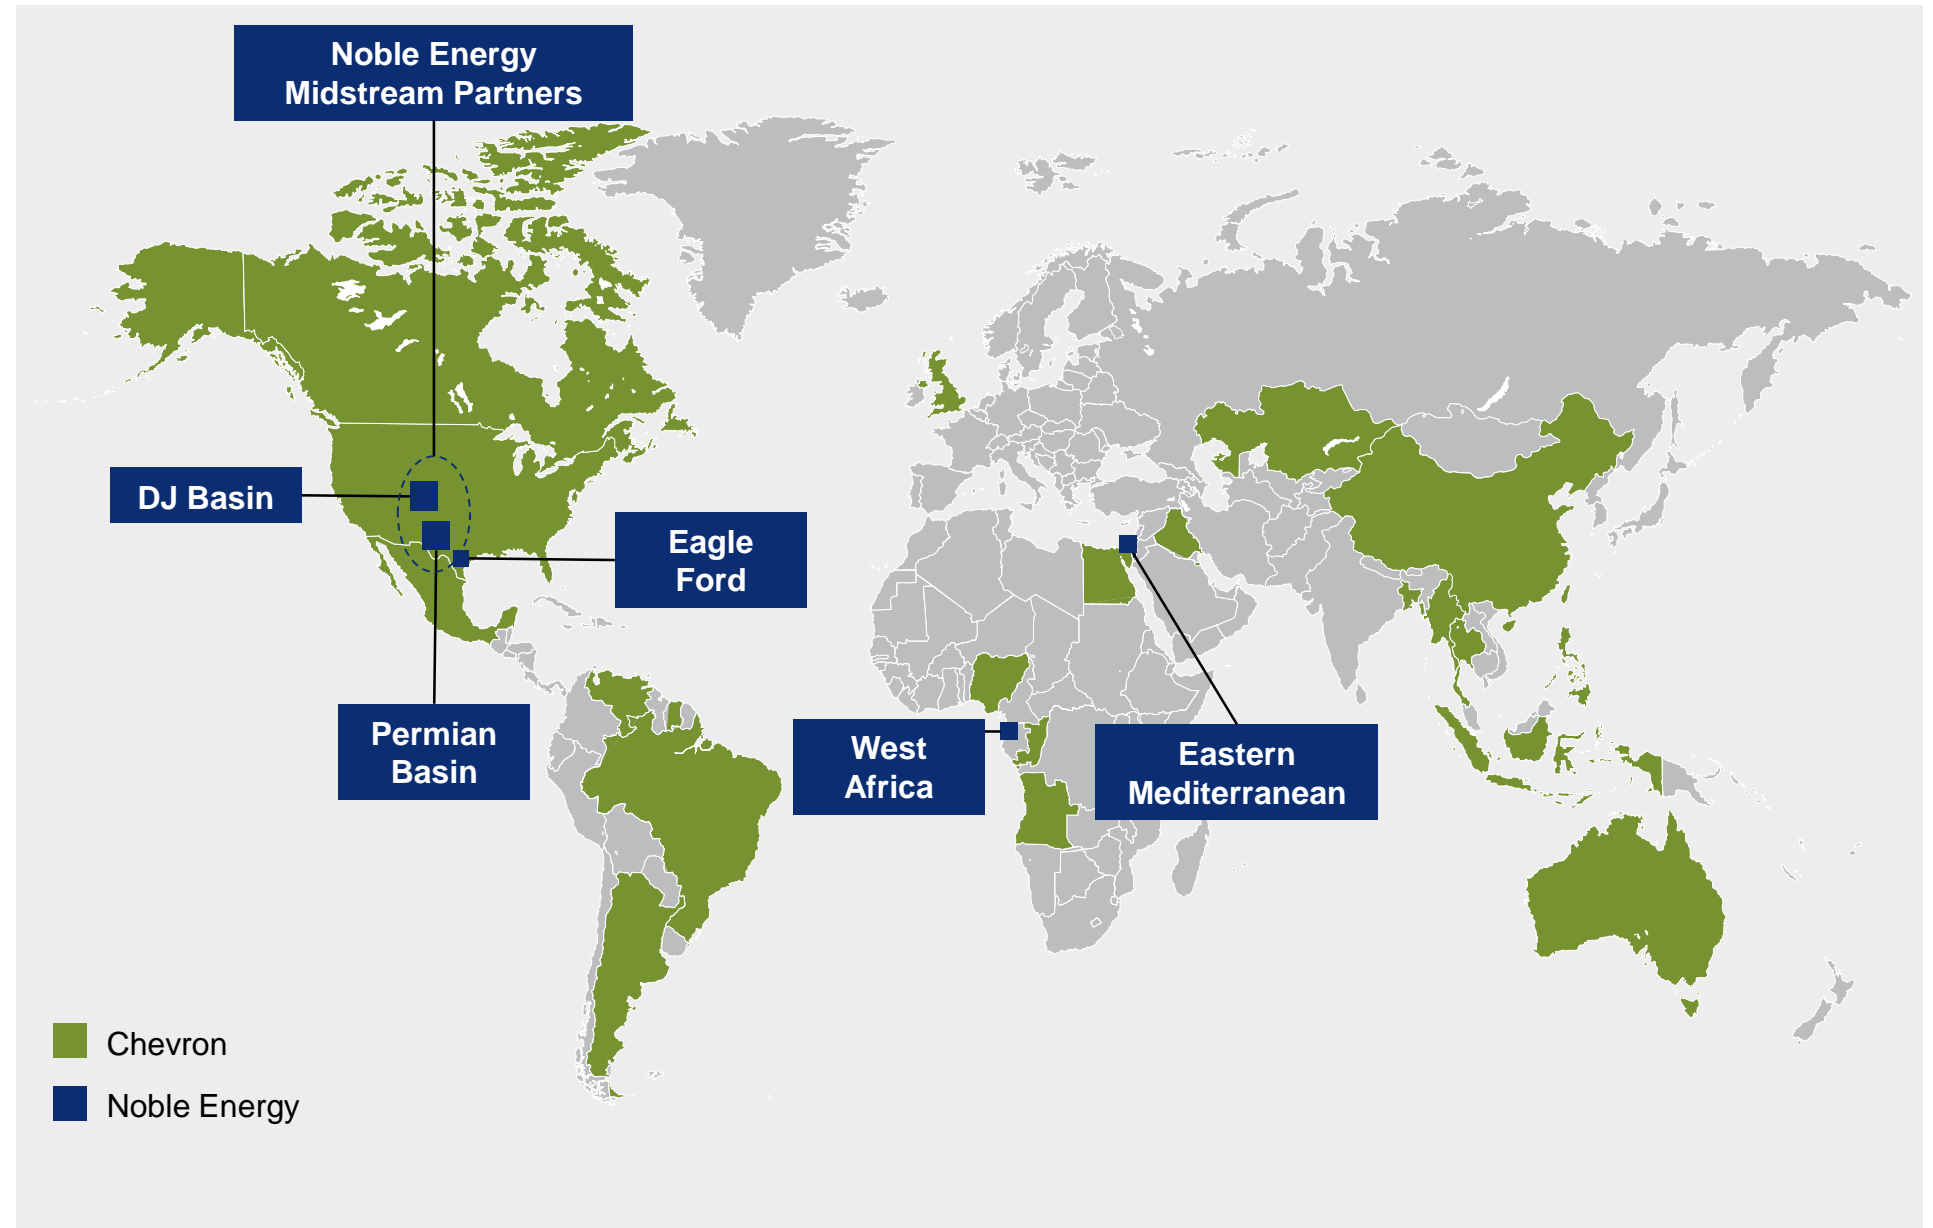 Noble Energy
Midstream Partners
DJ Basin
Eagle
Ford
Permian
Basin
West
Africa
Eastern
Mediterranean
Chevron
Noble Energy